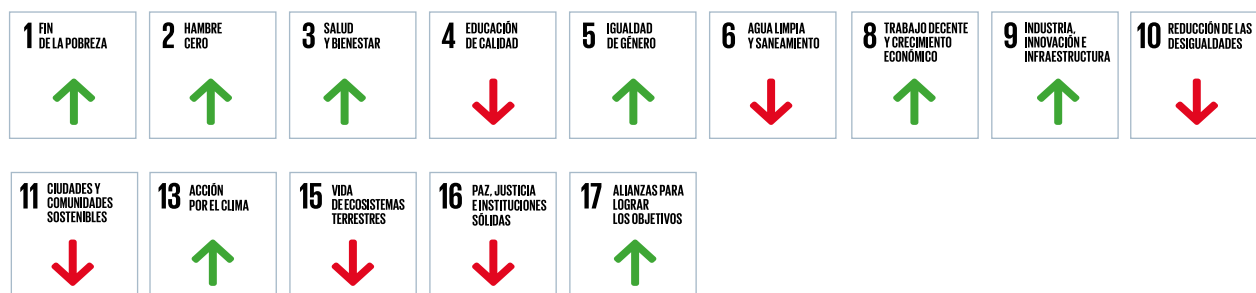 1 FIN
DE LA POBREZA
2 HAMBRE
CERO
3 SALUD
Y BIENESTAR
4 EDUCACIÓN
DE CALIDAD
5 IGUALDAD
DE GÉNERO
6 AGUA LIMPIA
Y SANEAMIENTO
8 TRABAJO DECENTE
Y CRECIMIENTO
ECONÓMICO
9 INDUSTRIA,
INNOVACIÓN E
INFRAESTRUCTURA
10 REDUCCIÓN DE LAS
DESIGUALDADES
11 CIUDADES Y
COMUNIDADES
SOSTENIBLES
13 ACCIÓN
POR EL CLIMA
15 VIDA
DE ECOSISTEMAS
TERRESTRES
16 PAZ, JUSTICIA
E INSTITUCIONES
SÓLIDAS
17 ALIANZAS PARA
LOGRAR
LOS OBJETIVOS